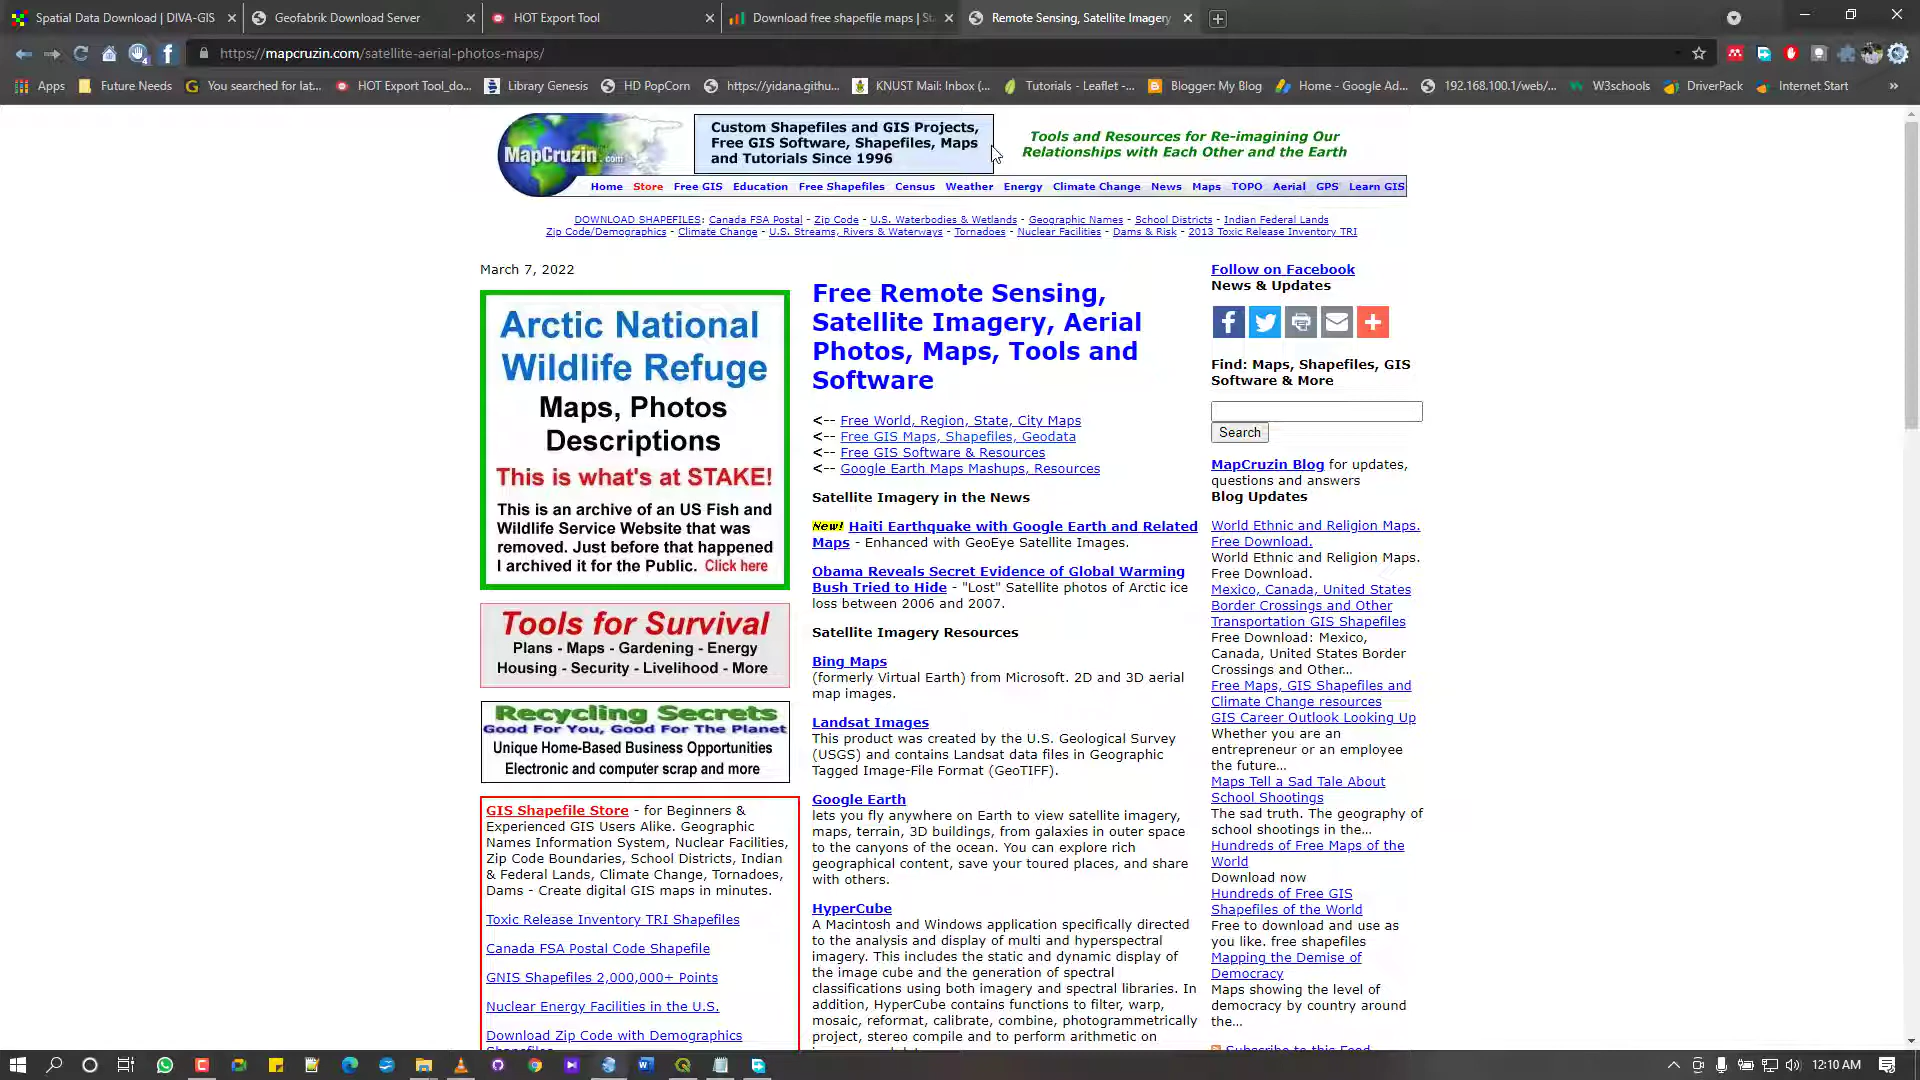 Spatial Data Download | DIVA-GIS
Geofabrik Download Server
HOT Export Tool
Download free shapefile maps | St
Remote Sensing, Satellite Imagery
https://mapcruzin.com/satellite-aerial-photos-maps/
Apps
Future Needs
You searched for lat...
HOT Export Tool_do...
Library Genesis
HD PopCorn
https://yidana.githu...
KNUST Mail: Inbox (...
Tutorials - Leaflet -...
Blogger: My Blog
Home - Google Ad...
192.168.100.1/web/...
W3schools
DriverPack
Internet Start
MapCruzin.com
Custom Shapefiles and GIS Projects,
Free GIS Software, Shapefiles, Maps
and Tutorials Since 1996
Tools and Resources for Re-imagining Our
Relationships with Each Other and the Earth
Home Store Free GIS Education Free Shapefiles Census Weather Energy Climate Change News Maps TOPO Aerial GPS Learn GIS
DOWNLOAD SHAPEFILES: Canada FSA Postal - Zip Code - U.S. Waterbodies & Wetlands - Geographic Names - School Districts - Indian Federal Lands
Zip Code/Demographics - Climate Change - U.S. Streams, Rivers & Waterways - Tornadoes - Nuclear Facilities - Dams & Risk - 2013 Toxic Release Inventory TRI
March 7, 2022
Arctic National
Wildlife Refuge
Maps, Photos
Descriptions
This is what's at STAKE!
This is an archive of an US Fish and
Wildlife Service Website that was
removed. Just before that happened
I archived it for the Public. Click here
Tools for Survival
Plans - Maps - Gardening - Energy
Housing - Security - Livelihood - More
Recycling Secrets
Good For You, Good For The Planet
Unique Home-Based Business Opportunities
Electronic and computer scrap and more
GIS Shapefile Store - for Beginners &
Experienced GIS Users Alike. Geographic
Names Information System, Nuclear Facilities,
Zip Code Boundaries, School Districts, Indian
& Federal Lands, Climate Change, Tornadoes,
Dams - Create digital GIS maps in minutes.
Toxic Release Inventory TRI Shapefiles
Canada FSA Postal Code Shapefile
GNIS Shapefiles 2,000,000+ Points
Nuclear Energy Facilities in the U.S.
Download Zip Code with Demographics
Shapefiles
Free Remote Sensing,
Satellite Imagery, Aerial
Photos, Maps, Tools and
Software
<-- Free World, Region, State, City Maps
<-- Free GIS Maps, Shapefiles, Geodata
<-- Free GIS Software & Resources
<-- Google Earth Maps Mashups, Resources
Satellite Imagery in the News
New! Haiti Earthquake with Google Earth and Related
Maps - Enhanced with GeoEye Satellite Images.
Obama Reveals Secret Evidence of Global Warming
Bush Tried to Hide - "Lost" Satellite photos of Arctic ice
loss between 2006 and 2007.
Satellite Imagery Resources
Bing Maps
(formerly Virtual Earth) from Microsoft. 2D and 3D aerial
map images.
Landsat Images
This product was created by the U.S. Geological Survey
(USGS) and contains Landsat data files in Geographic
Tagged Image-File Format (GeoTIFF).
Google Earth
lets you fly anywhere on Earth to view satellite imagery,
maps, terrain, 3D buildings, from galaxies in outer space
to the canyons of the ocean. You can explore rich
geographical content, save your toured places, and share
with others.
HyperCube
A Macintosh and Windows application specifically directed
to the analysis and display of multi and hyperspectral
imagery. This includes the static and dynamic display of
the image cube and the generation of spectral
classifications using both imagery and spectral libraries. In
addition, HyperCube contains functions to filter, warp,
mosaic, reformat, calibrate, combine, photogrammetrically
project, stereo compile and to perform arithmetic on
Follow on Facebook
News & Updates
Find: Maps, Shapefiles, GIS
Software & More
Search
MapCruzin Blog for updates,
questions and answers
Blog Updates
World Ethnic and Religion Maps.
Free Download.
World Ethnic and Religion Maps.
Free Download.
Mexico, Canada, United States
Border Crossings and Other
Transportation GIS Shapefiles
Free Download: Mexico,
Canada, United States Border
Crossings and Other...
Free Maps, GIS Shapefiles and
Climate Change resources
GIS Career Outlook Looking Up
Whether you are an
entrepreneur or an employee
the future...
Maps Tell a Sad Tale About
School Shootings
The sad truth. The geography of
school shootings in the...
Hundreds of Free Maps of the
World
Download now
Hundreds of Free GIS
Shapefiles of the World
Free to download and use as
you like. free shapefiles
Mapping the Demise of
Democracy
Maps showing the level of
democracy by country around
the...
Subscribe to this Feed
12:10 AM